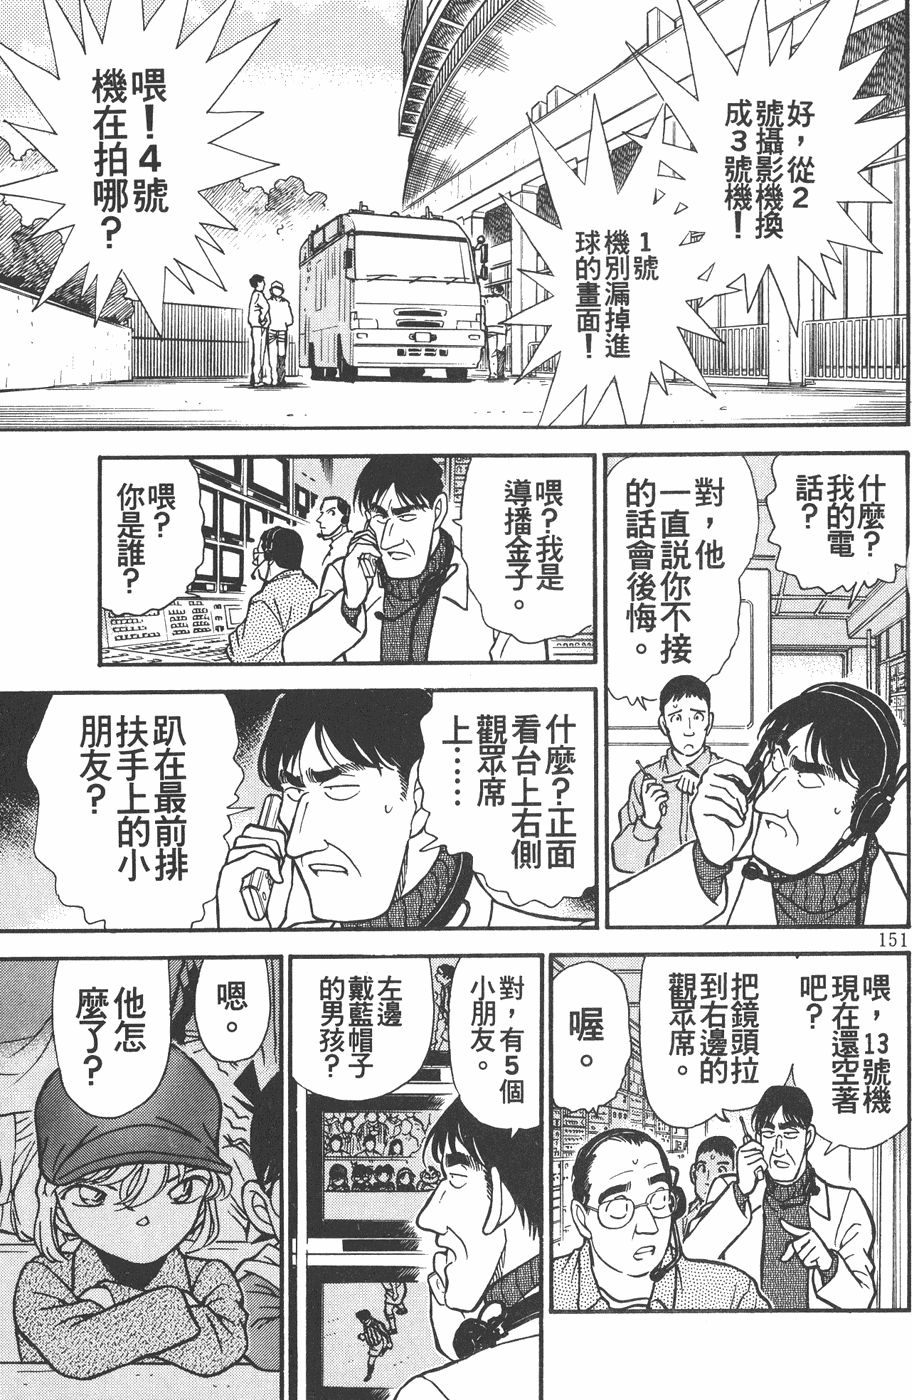 好，從2
號攝影機換
成3號機！
1號
機別漏掉進
球的畫面！
喂！4號
機在拍哪？
什麼？
我的電
話？
對，他
一直説你不接
的話會後悔。
喂？我是
導播金子。
喂？
你是誰？
什麼？正面
看台上右側
觀眾席
上……
趴在最前排
扶手上的小
朋友？
151
喂，13號機
現在還空著
吧？
把鏡頭拉
到右邊的
觀眾席。
喔。
對，有5個
小朋友。
左邊
戴藍帽子
的男孩？
嗯。
他怎
麼了？